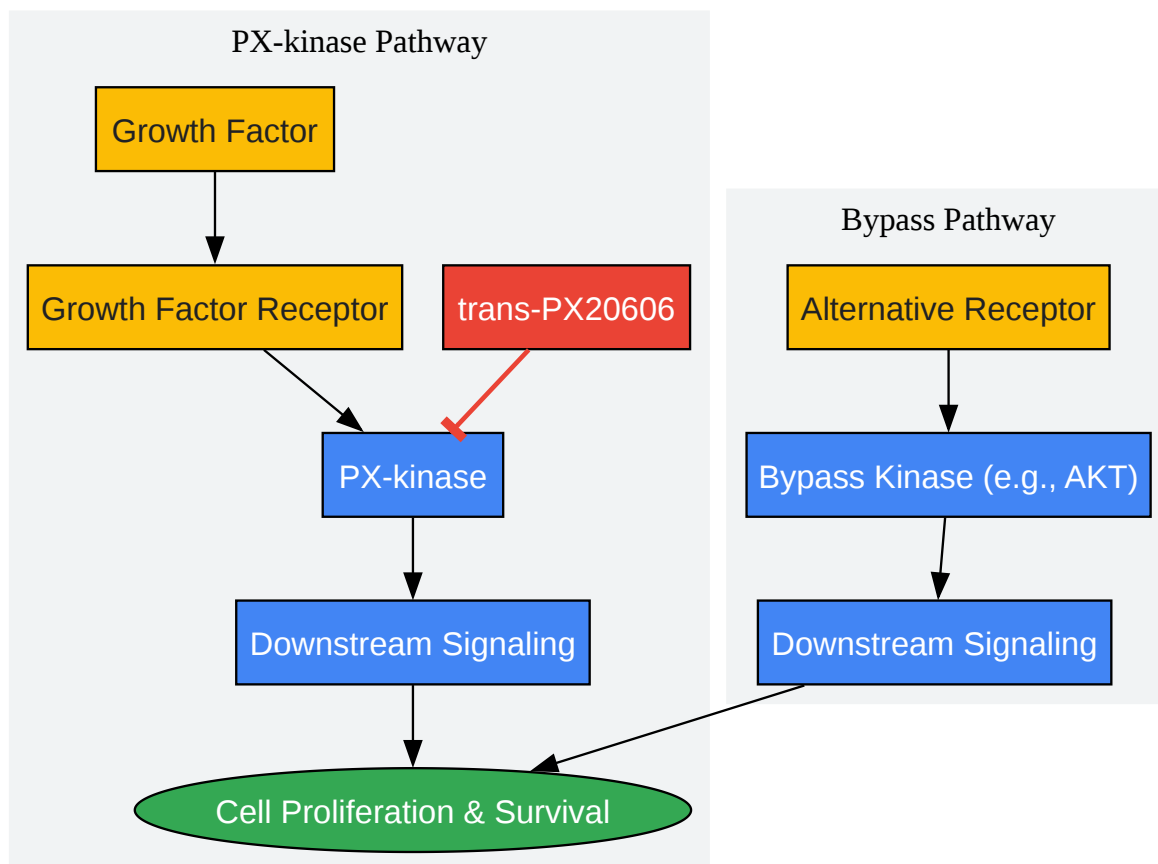 PX-kinase Pathway
Growth Factor
Growth Factor Receptor
trans-PX20606
PX-kinase
Downstream Signaling
Cell Proliferation & Survival
Bypass Pathway
Alternative Receptor
Bypass Kinase (e.g., AKT)
Downstream Signaling